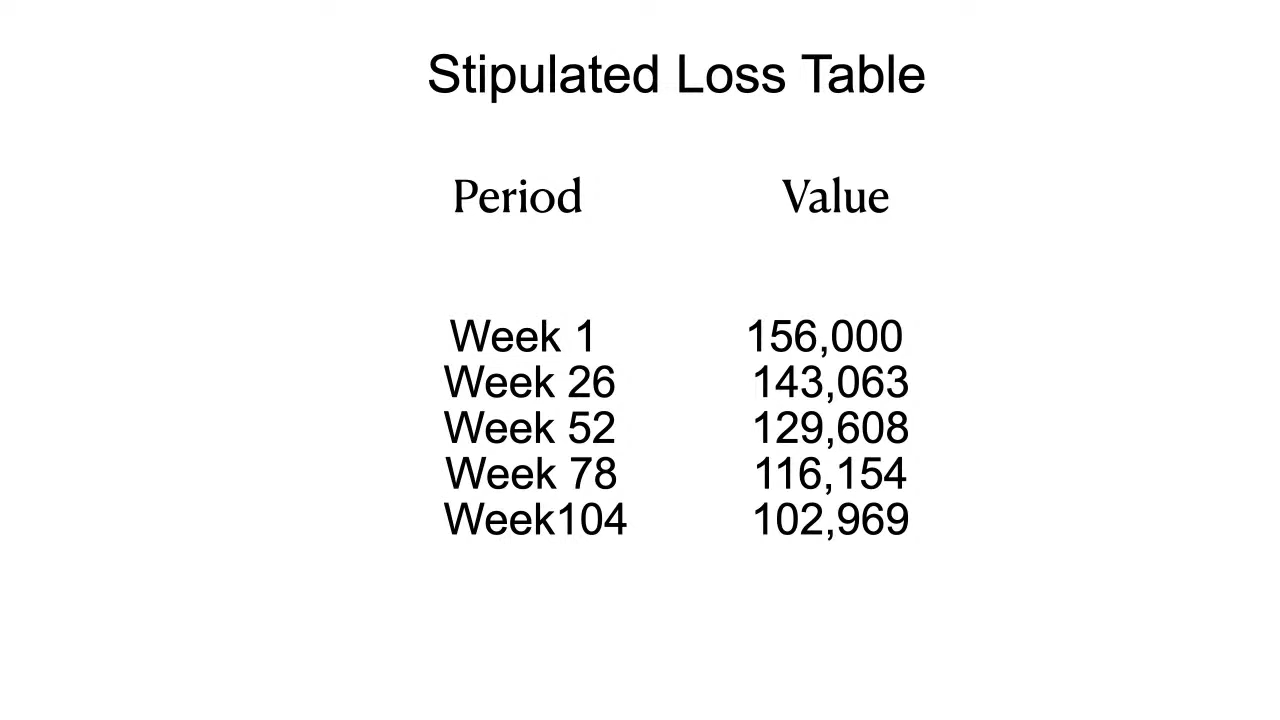 Stipulated Loss Table
Period Value
Week 1 156,000
Week 26 143,063
Week 52 129,608
Week 78 116,154
Week104 102,969